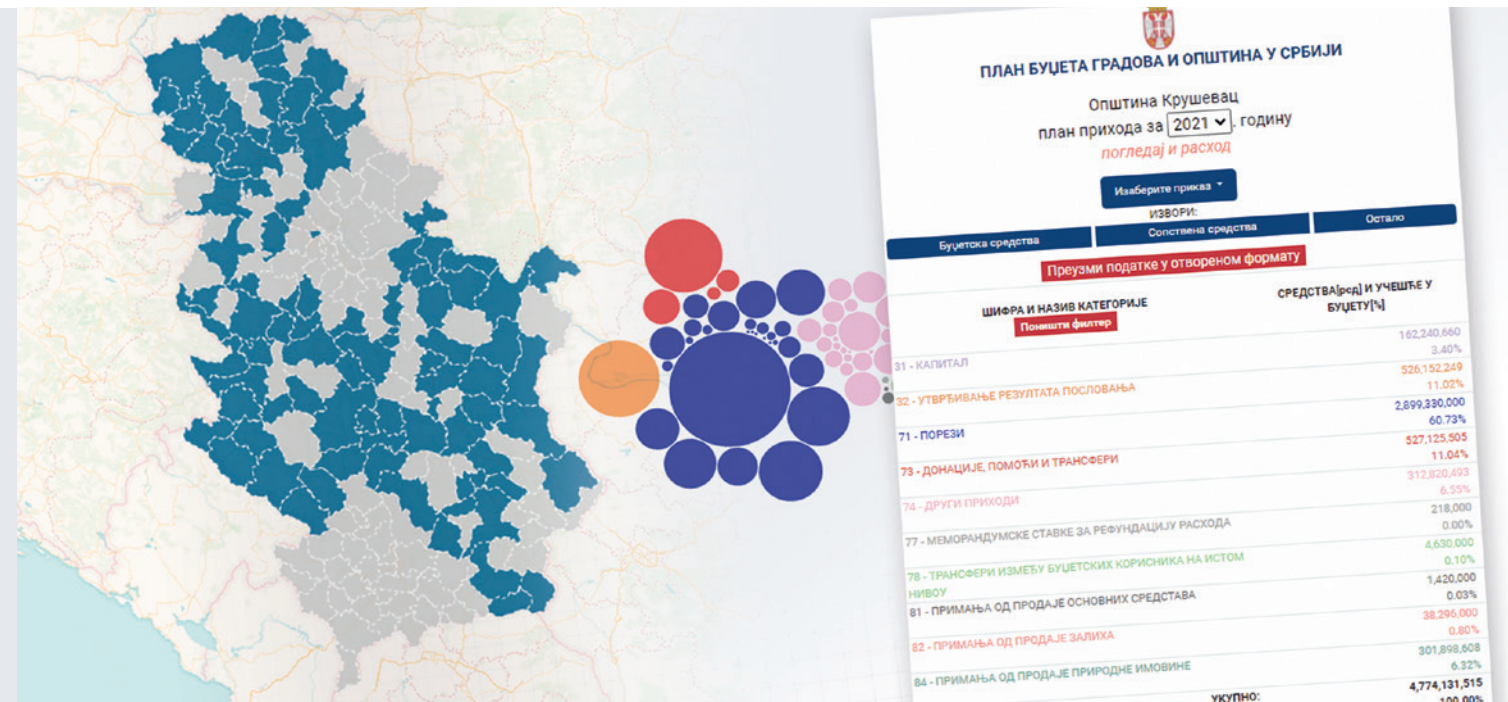 ПЛАН БУЏЕТА ГРАДОВА И ОПШТИНА У СРБИЈИ
Општина Крушевац
план прихода за 2021 . годину
погледај и расход
Изаберите приказ
ИЗВОРИ:
Буџетска средства Сопствена средства Остало
Преузми податке у отвореном формату
ШИФРА И НАЗИВ КАТЕГОРИЈЕ СРЕДСТВА[рсд] И УЧЕШЋЕ У
Поништи филтер БУЏЕТУ[%]
31 - КАПИТАЛ 162,240,660
3.40%
32 - УТВРЂИВАЊЕ РЕЗУЛТАТА ПОСЛОВАЊА 526,152,249
11.02%
71 - ПОРЕЗИ 2,899,330,000
60.73%
73 - ДОНАЦИЈЕ, ПОМОЋИ И ТРАНСФЕРИ 527,125,505
11.04%
74 - ДРУГИ ПРИХОДИ 312,820,493
6.55%
77 - МЕМОРАНДУМСКЕ СТАВКЕ ЗА РЕФУНДАЦИЈУ РАСХОДА 218,000
0.00%
78 - ТРАНСФЕРИ ИЗМЕЂУ БУЏЕТСКИХ КОРИСНИКА НА ИСТОМ 4,630,000
НИВОУ 0.10%
81 - ПРИМАЊА ОД ПРОДАЈЕ ОСНОВНИХ СРЕДСТАВА 1,420,000
0.03%
82 - ПРИМАЊА ОД ПРОДАЈЕ ЗАЛИХА 38,296,000
0.80%
84 - ПРИМАЊА ОД ПРОДАЈЕ ПРИРОДНЕ ИМОВИНЕ 301,898,608
6.32%
УКУПНО: 4,774,131,515
100.00%